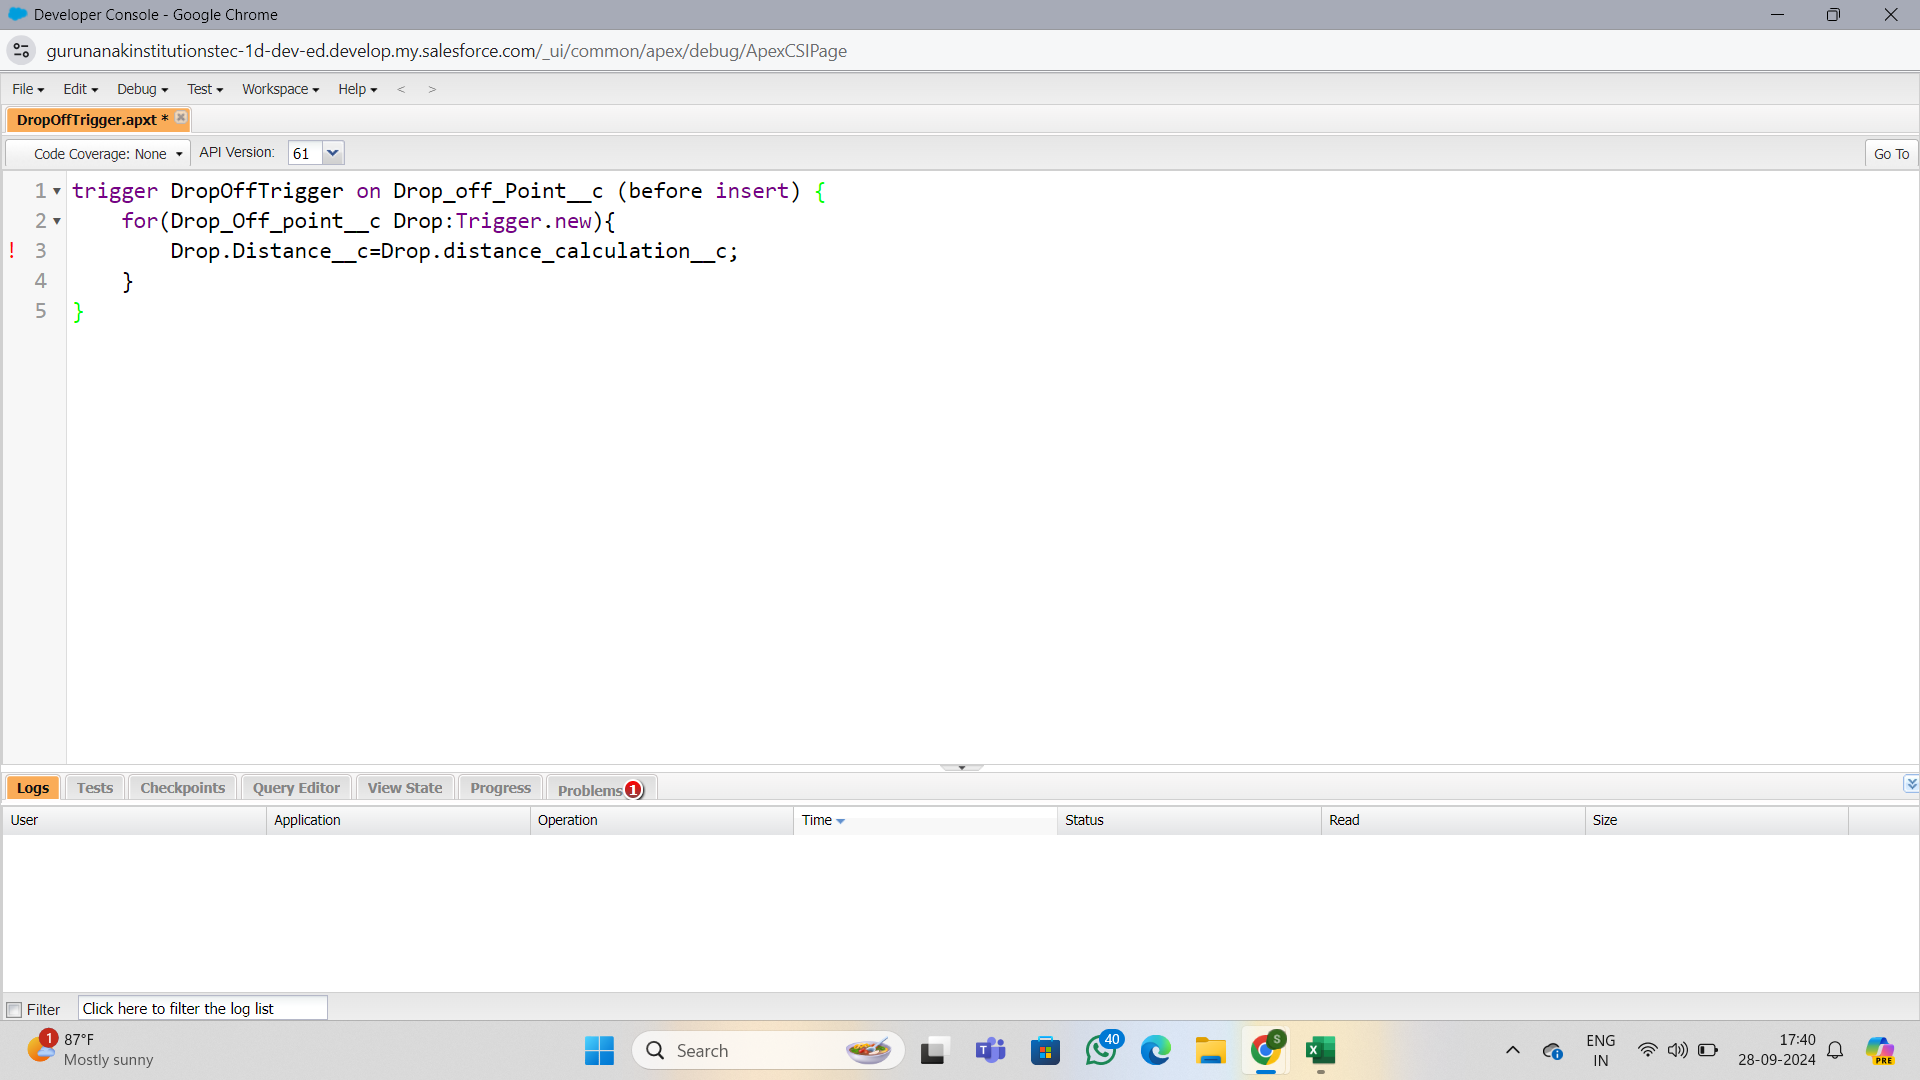 Developer Console - Google Chrome
gurunanakinstitutionstec-1d-dev-ed.develop.my.salesforce.com/_ui/common/apex/debug/ApexCSIPage
File Edit Debug Test Workspace Help < >
DropOffTrigger.apxt *
Code Coverage: None API Version: 61 Go To
1 trigger DropOffTrigger on Drop_off_Point__c (before insert) {
2 for(Drop_Off_point__c Drop:Trigger.new){
! 3 Drop.Distance__c=Drop.distance_calculation__c;
4 }
5 }
Logs Tests Checkpoints Query Editor View State Progress Problems 1
User Application Operation Time Status Read Size
Filter Click here to filter the log list
1 87°F
Mostly sunny
Search
40
S
PRE
ENG
IN
17:40
28-09-2024